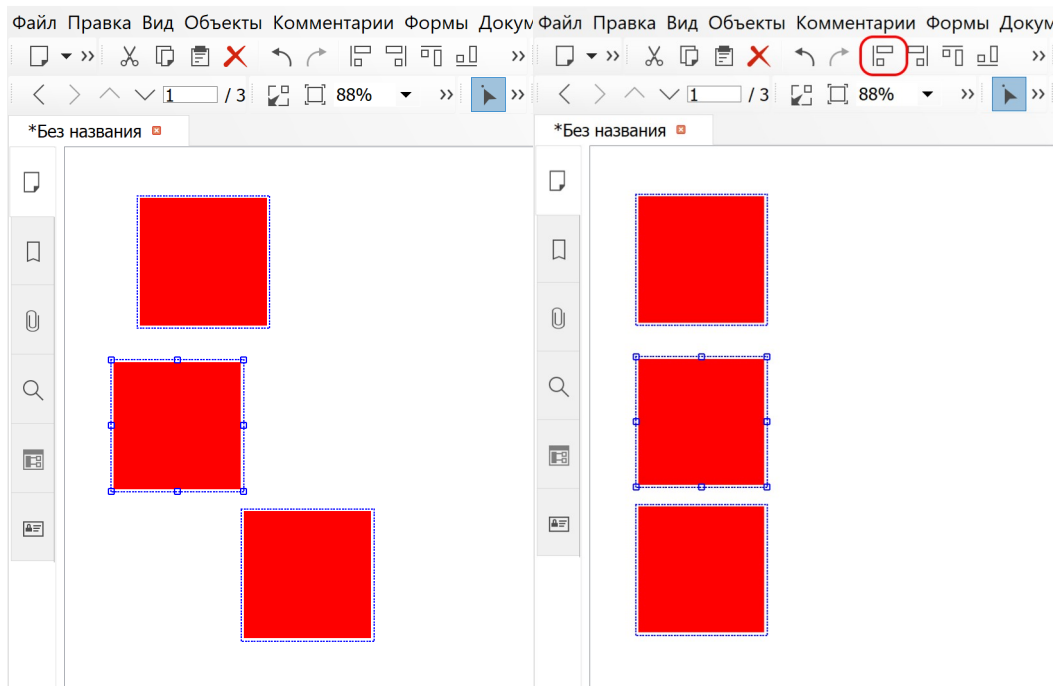 Файл Правка Вид Объекты Комментарии Формы Докум
1 / 3 88%
*Без названия
Файл Правка Вид Объекты Комментарии Формы Докум
1 / 3 88%
*Без названия